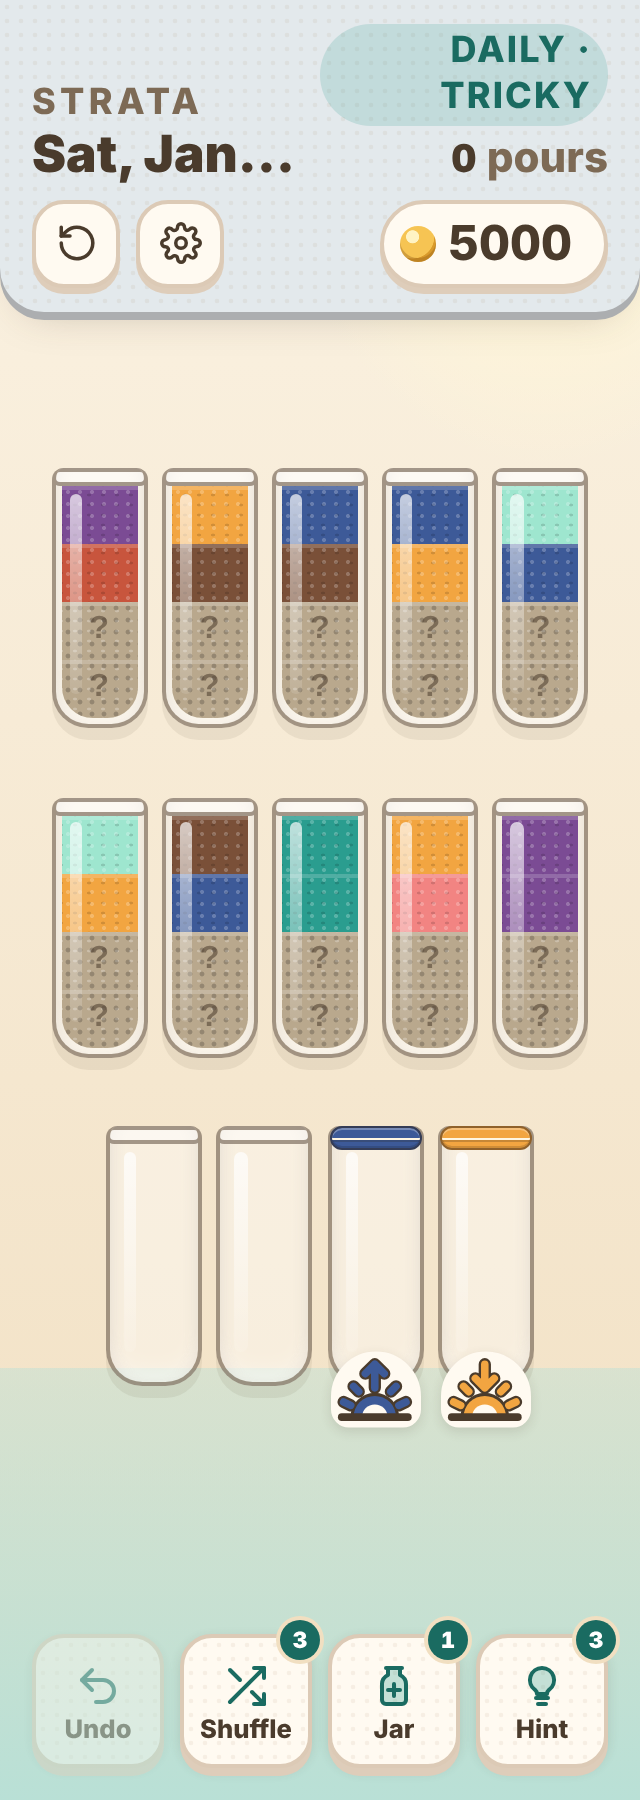 DAILY ·
TRICKY
STRATA
Sat, Jan...
0 pours
5000
? ? ? ? ?
? ? ? ? ?
? ? ? ? ?
? ? ? ? ?
3 1 3
Undo Shuffle Jar Hint